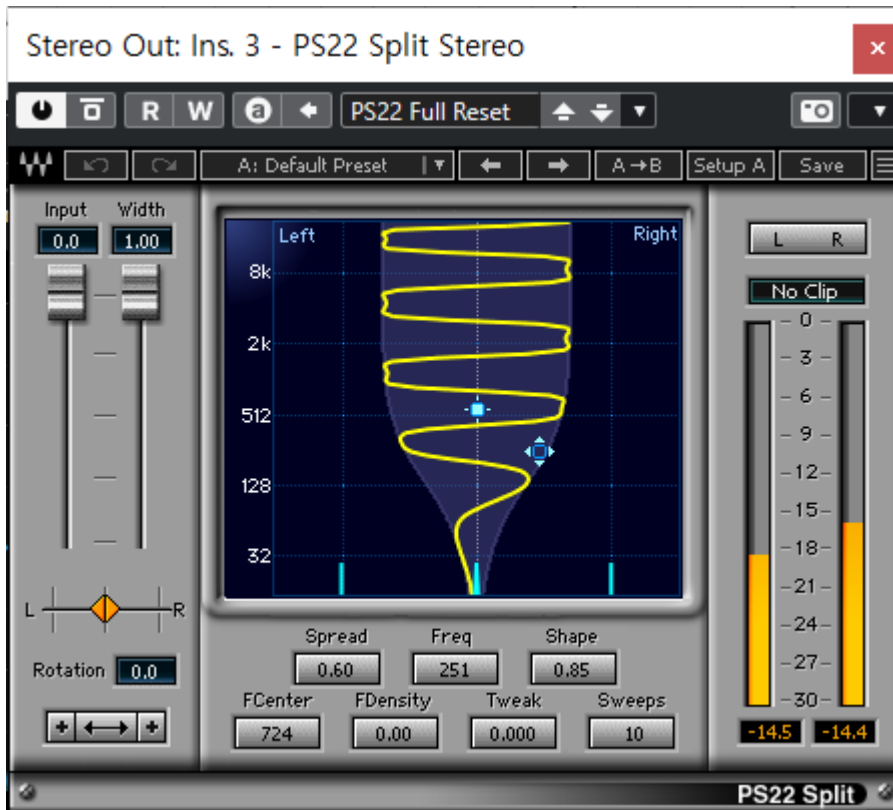 Stereo Out: Ins. 3 - PS22 Split Stereo
R W a PS22 Full Reset
A: Default Preset A→B Setup A Save
Input Width
0.0 1.00
L R
Rotation 0.0
+ +
Left Right
8k
2k
512
128
32
Spread Freq Shape
0.60 251 0.85
FCenter FDensity Tweak Sweeps
724 0.00 0.000 10
L R
No Clip
0
3
6
9
12
15
18
21
24
27
30
-14.5 -14.4
PS22 Split